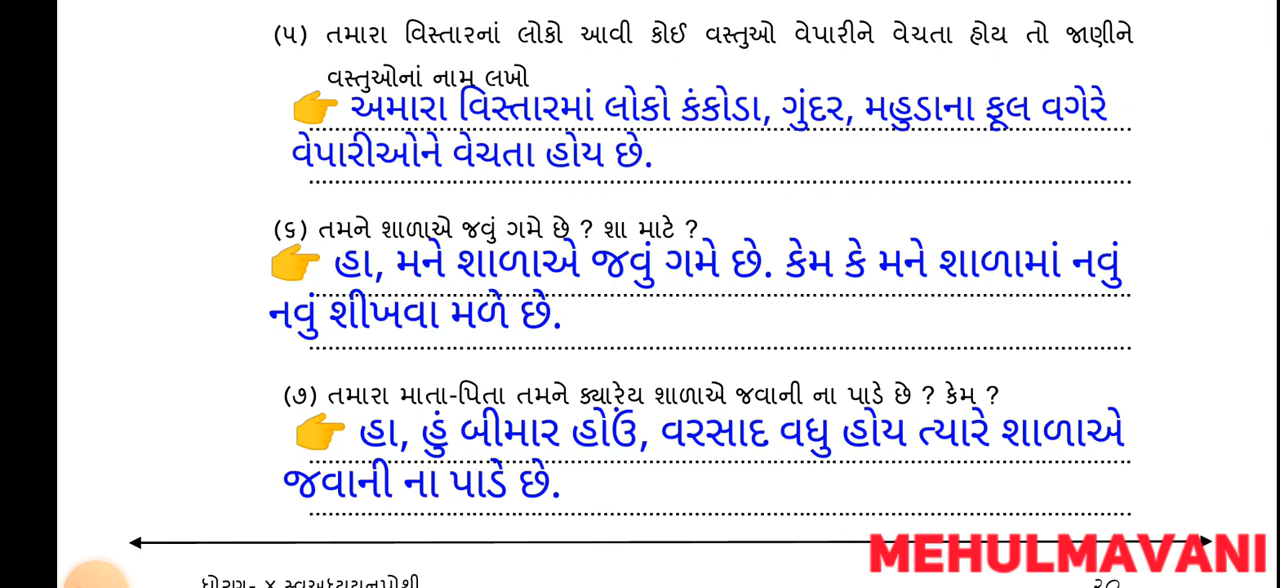 (૫) તમારા વિસ્તારનાં લોકો આવી કોઈ વસ્તુઓ વેપારીને વેચતા હોય તો જાણીને
વસ્તુઓનાં નામ લખો
👉 અમારા વિસ્તારમાં લોકો કંકોડા, ગુંદર, મહુડાના ફૂલ વગેરે
વેપારીઓને વેચતા હોય છે.
(૬) તમને શાળાએ જવું ગમે છે ? શા માટે ?
👉 હા, મને શાળાએ જવું ગમે છે. કેમ કે મને શાળામાં નવું
નવું શીખવા મળે છે.
(૭) તમારા માતા-પિતા તમને ક્યારેય શાળાએ જવાની ના પાડે છે ? કેમ ?
👉 હા, હું બીમાર હોઉં, વરસાદ વધુ હોય ત્યારે શાળાએ
જવાની ના પાડે છે.
MEHULMAVANI